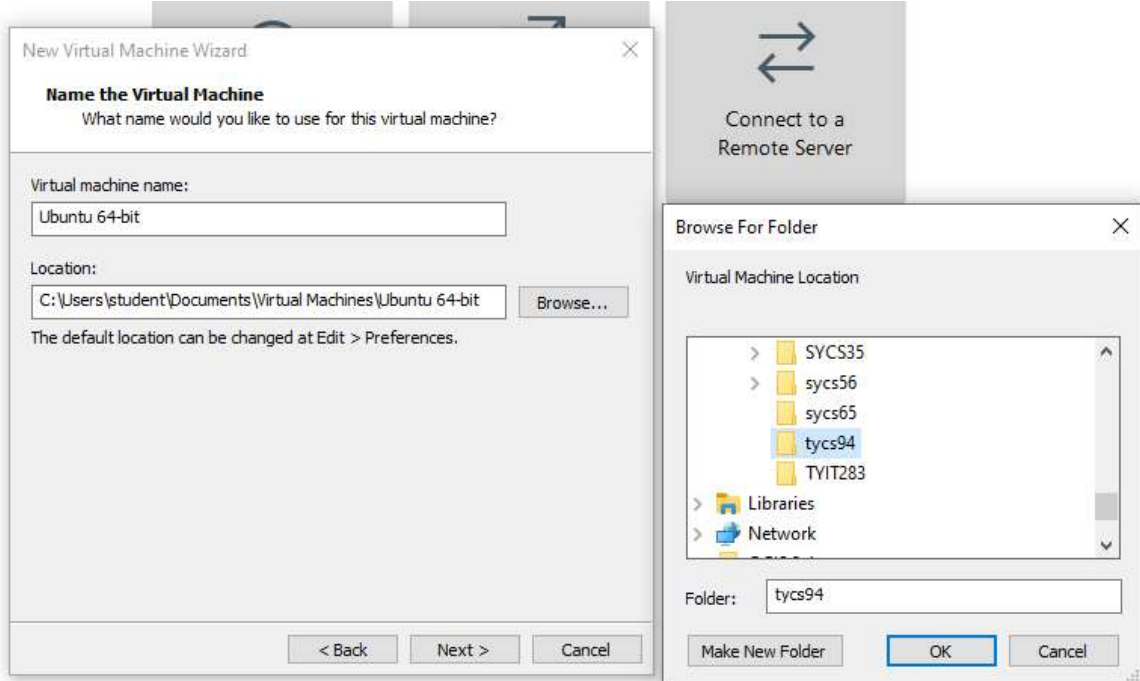 New Virtual Machine Wizard
Name the Virtual Machine
What name would you like to use for this virtual machine?
Virtual machine name:
Ubuntu 64-bit
Location:
C:\Users\student\Documents\Virtual Machines\Ubuntu 64-bit
Browse...
The default location can be changed at Edit > Preferences.
< Back
Next >
Cancel
Connect to a
Remote Server
Browse For Folder
Virtual Machine Location
SYCS35
sycs56
sycs65
tycs94
TYIT283
Libraries
Network
Folder:
tycs94
Make New Folder
OK
Cancel